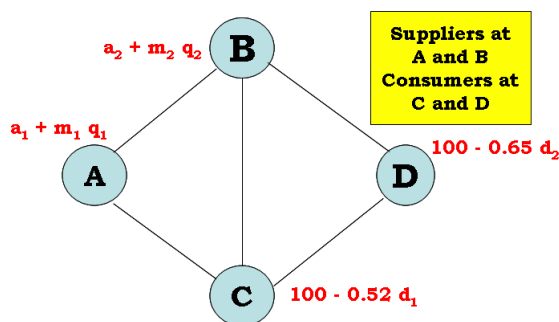 a₂ + m₂ q₂
B
Suppliers at
A and B
Consumers at
C and D
a₁ + m₁ q₁
A
D
100 - 0.65 d₂
C
100 - 0.52 d₁